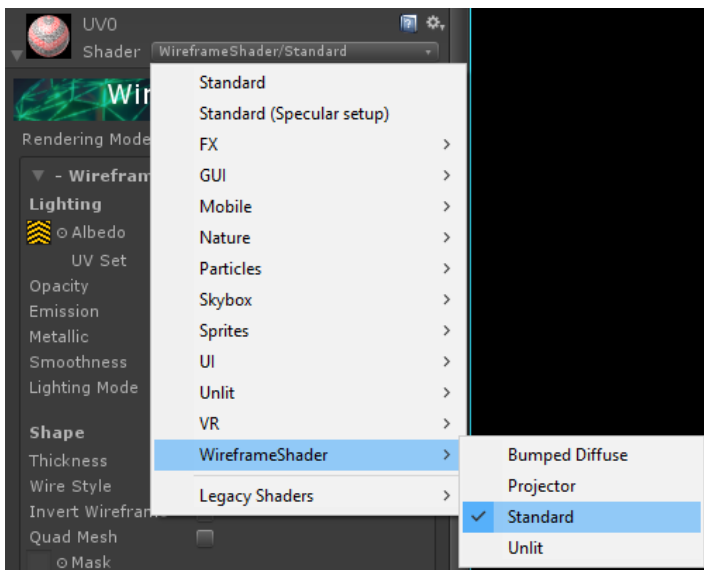 UV0
Shader WireframeShader/Standard
Wir
Rendering Mode
- Wirefram
Lighting
Albedo
UV Set
Opacity
Emission
Metallic
Smoothness
Lighting Mode
Shape
Thickness
Wire Style
Invert Wireframe
Quad Mesh
Mask
Standard
Standard (Specular setup)
FX
GUI
Mobile
Nature
Particles
Skybox
Sprites
UI
Unlit
VR
WireframeShader
Legacy Shaders
Bumped Diffuse
Projector
Standard
Unlit